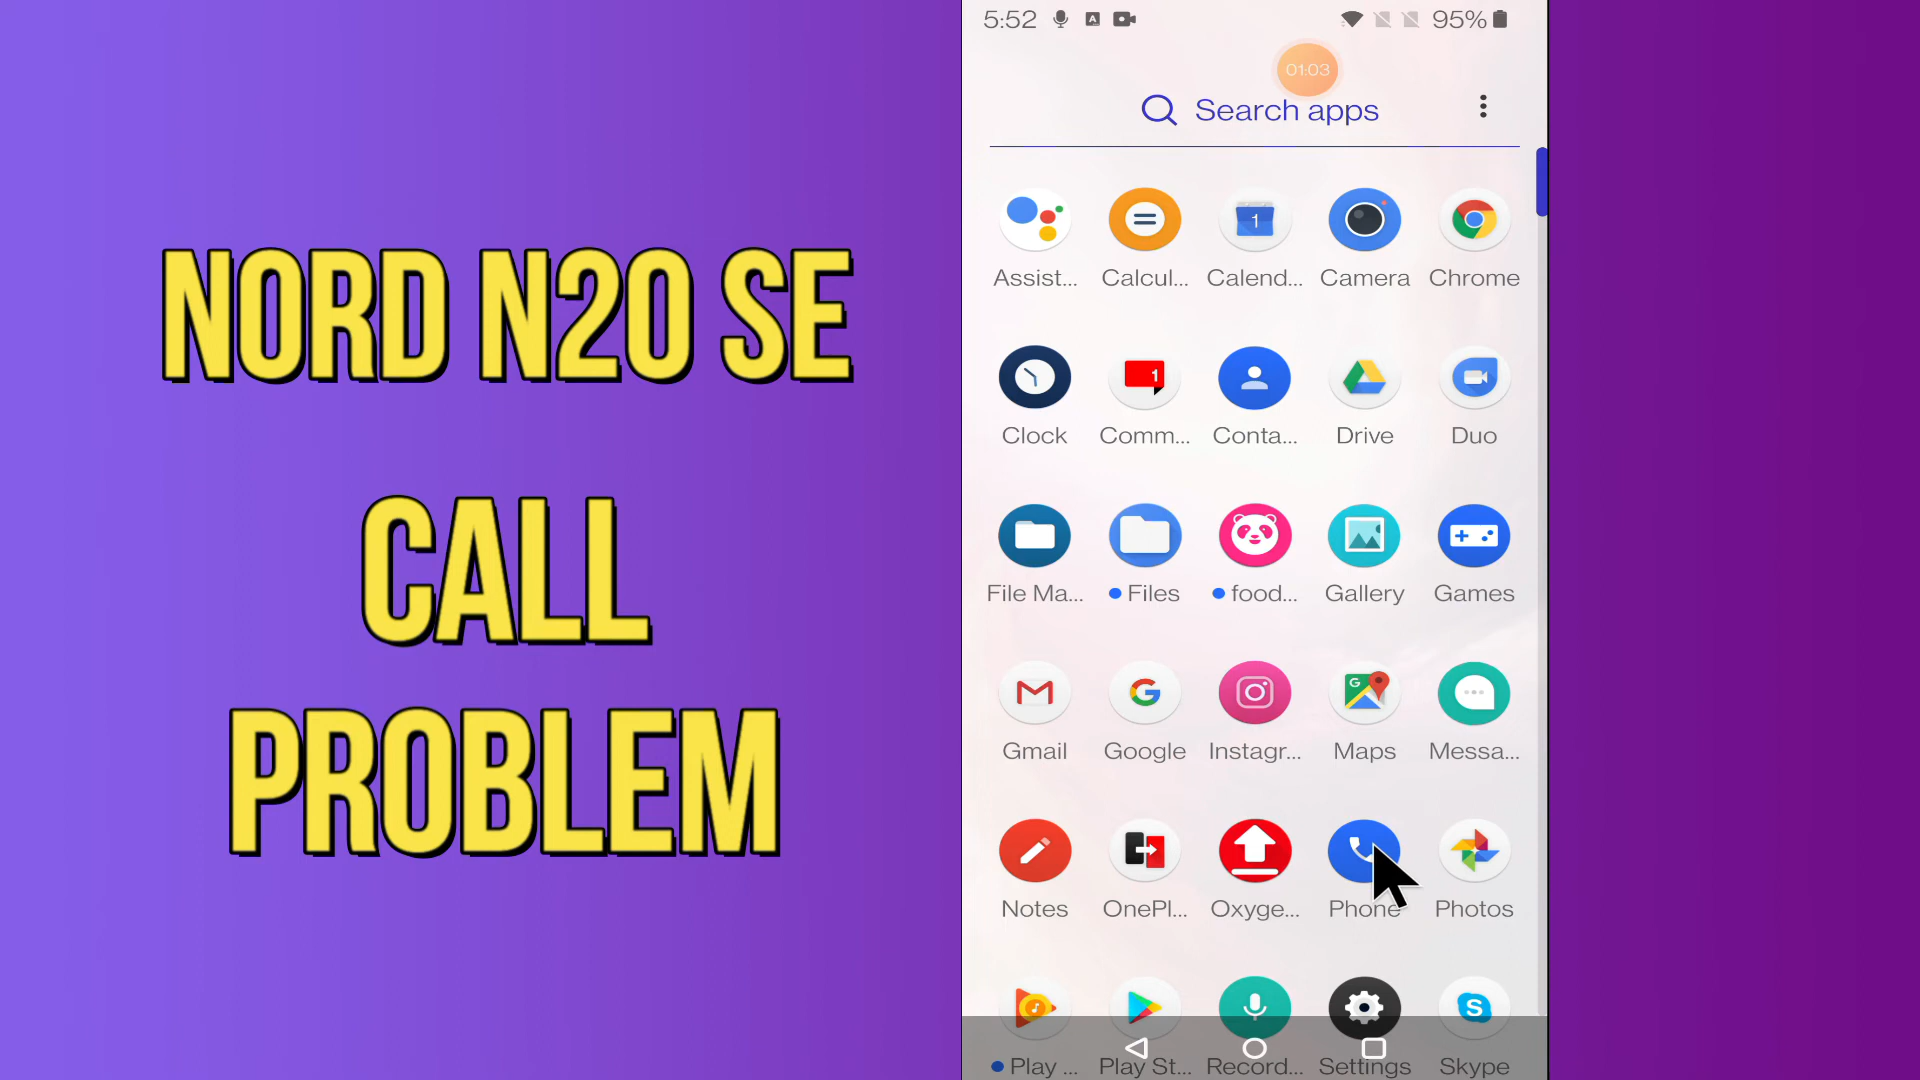 NORD N20 SE
CALL
PROBLEM
5:52 A 95%
01:03
Search apps
1
Assist... Calcul... Calend... Camera Chrome
1
Clock Comm... Conta... Drive Duo
File Ma... Files food... Gallery Games
G
Gmail Google Instagr... Maps Messa...
Notes OnePl... Oxyge... Phone Photos
S
Play ... Play St... Record... Settings Skype